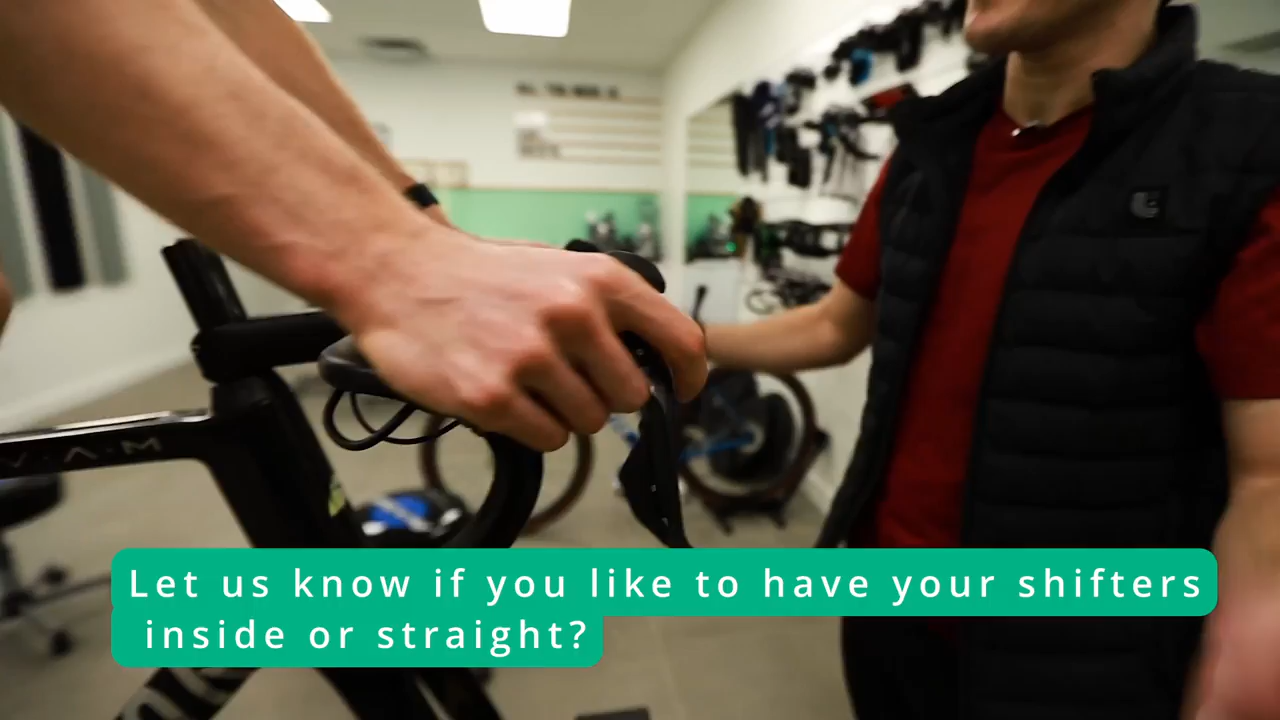 V·A·M
Let us know if you like to have your shifters
inside or straight?